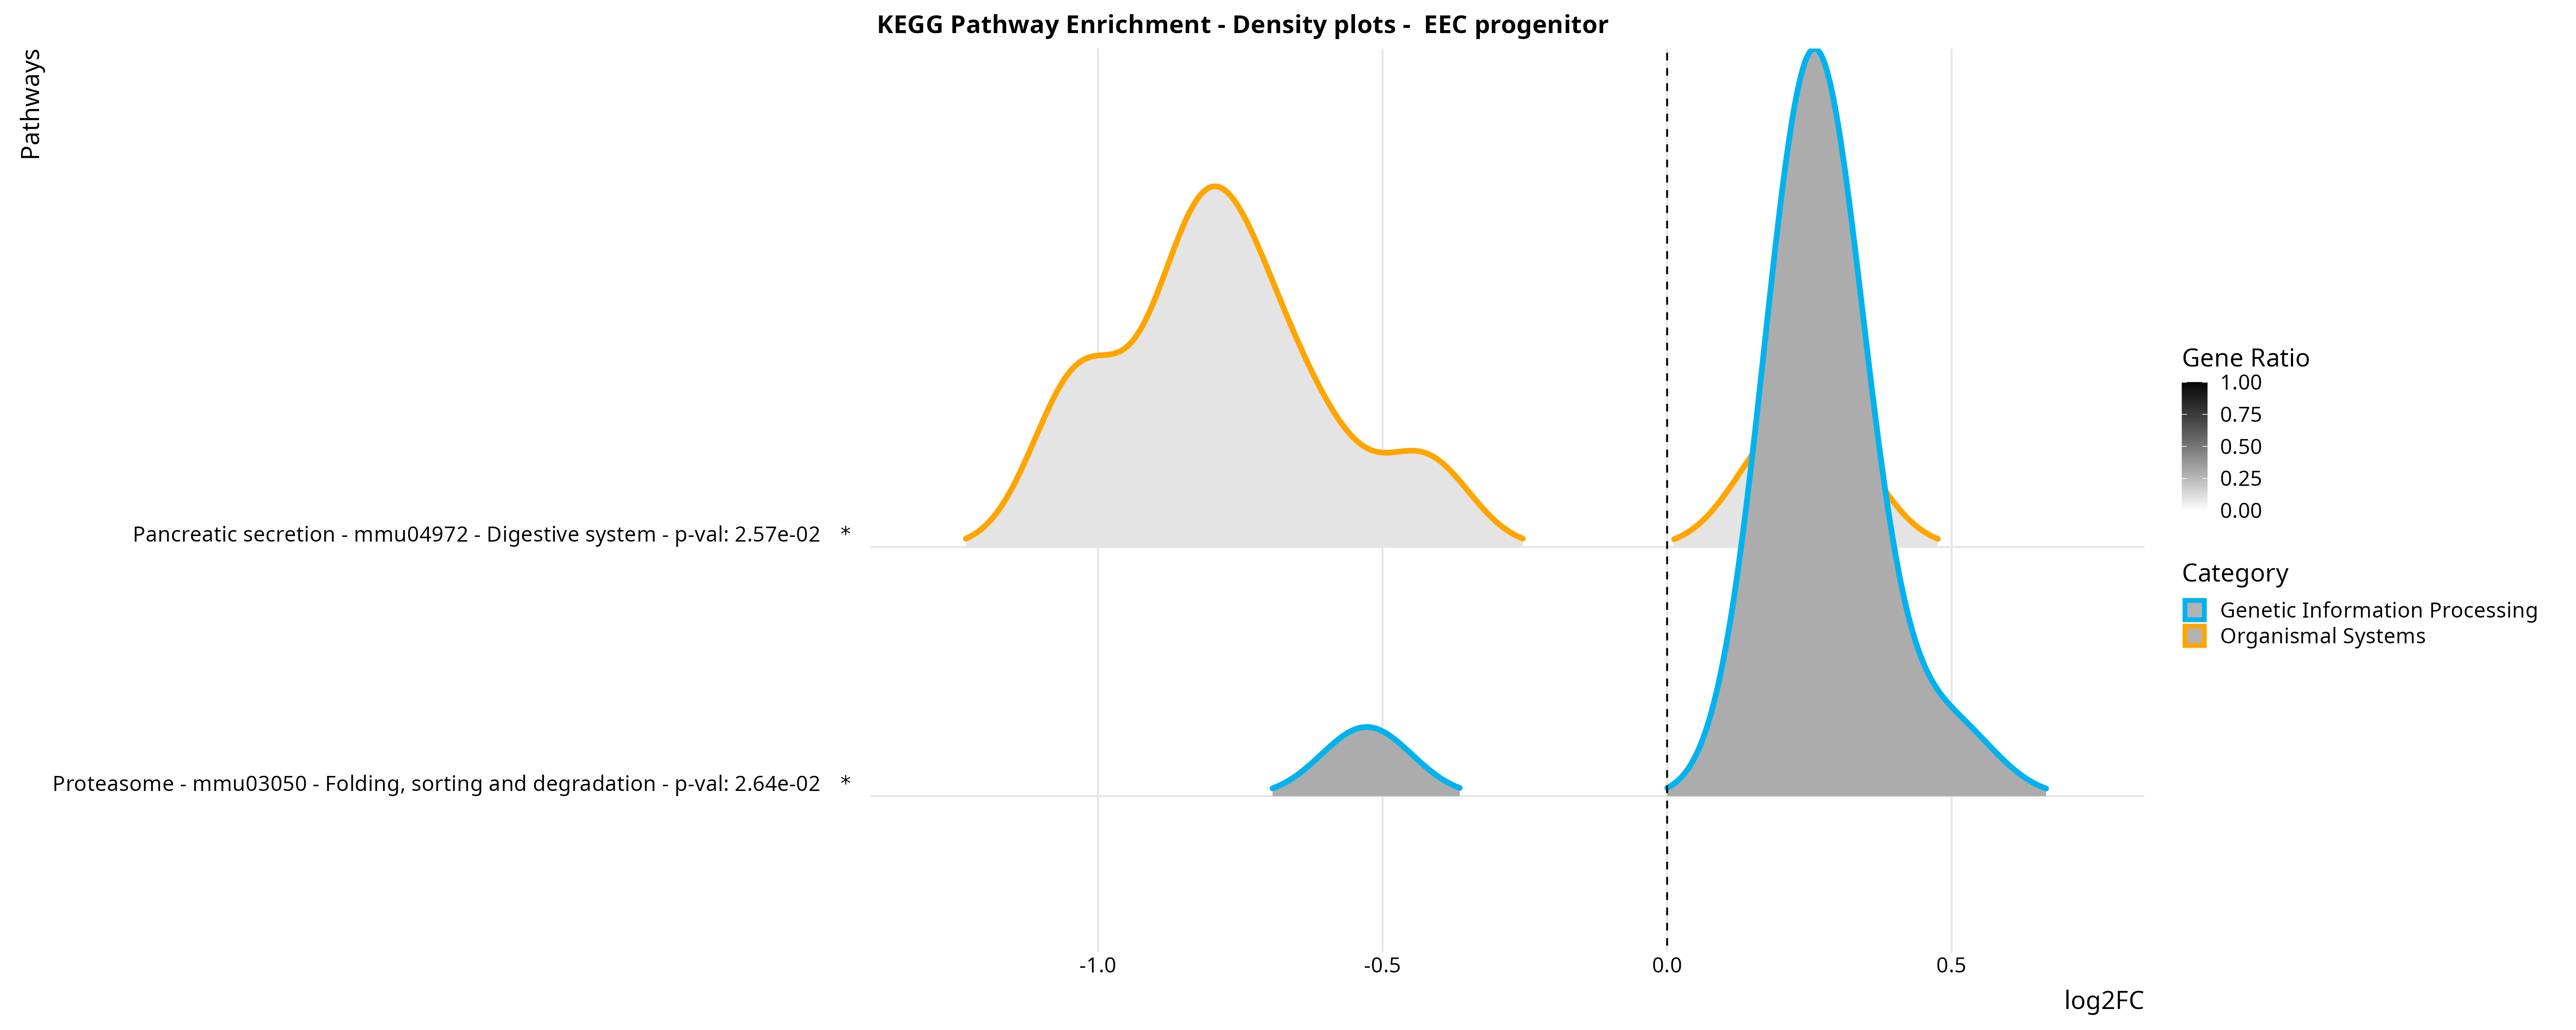 KEGG Pathway Enrichment - Density plots -  EEC progenitor
Pathways
Pancreatic secretion - mmu04972 - Digestive system - p-val: 2.57e-02   *
Proteasome - mmu03050 - Folding, sorting and degradation - p-val: 2.64e-02   *
-1.0
-0.5
0.0
0.5
log2FC
Gene Ratio
1.00
0.75
0.50
0.25
0.00
Category
Genetic Information Processing
Organismal Systems